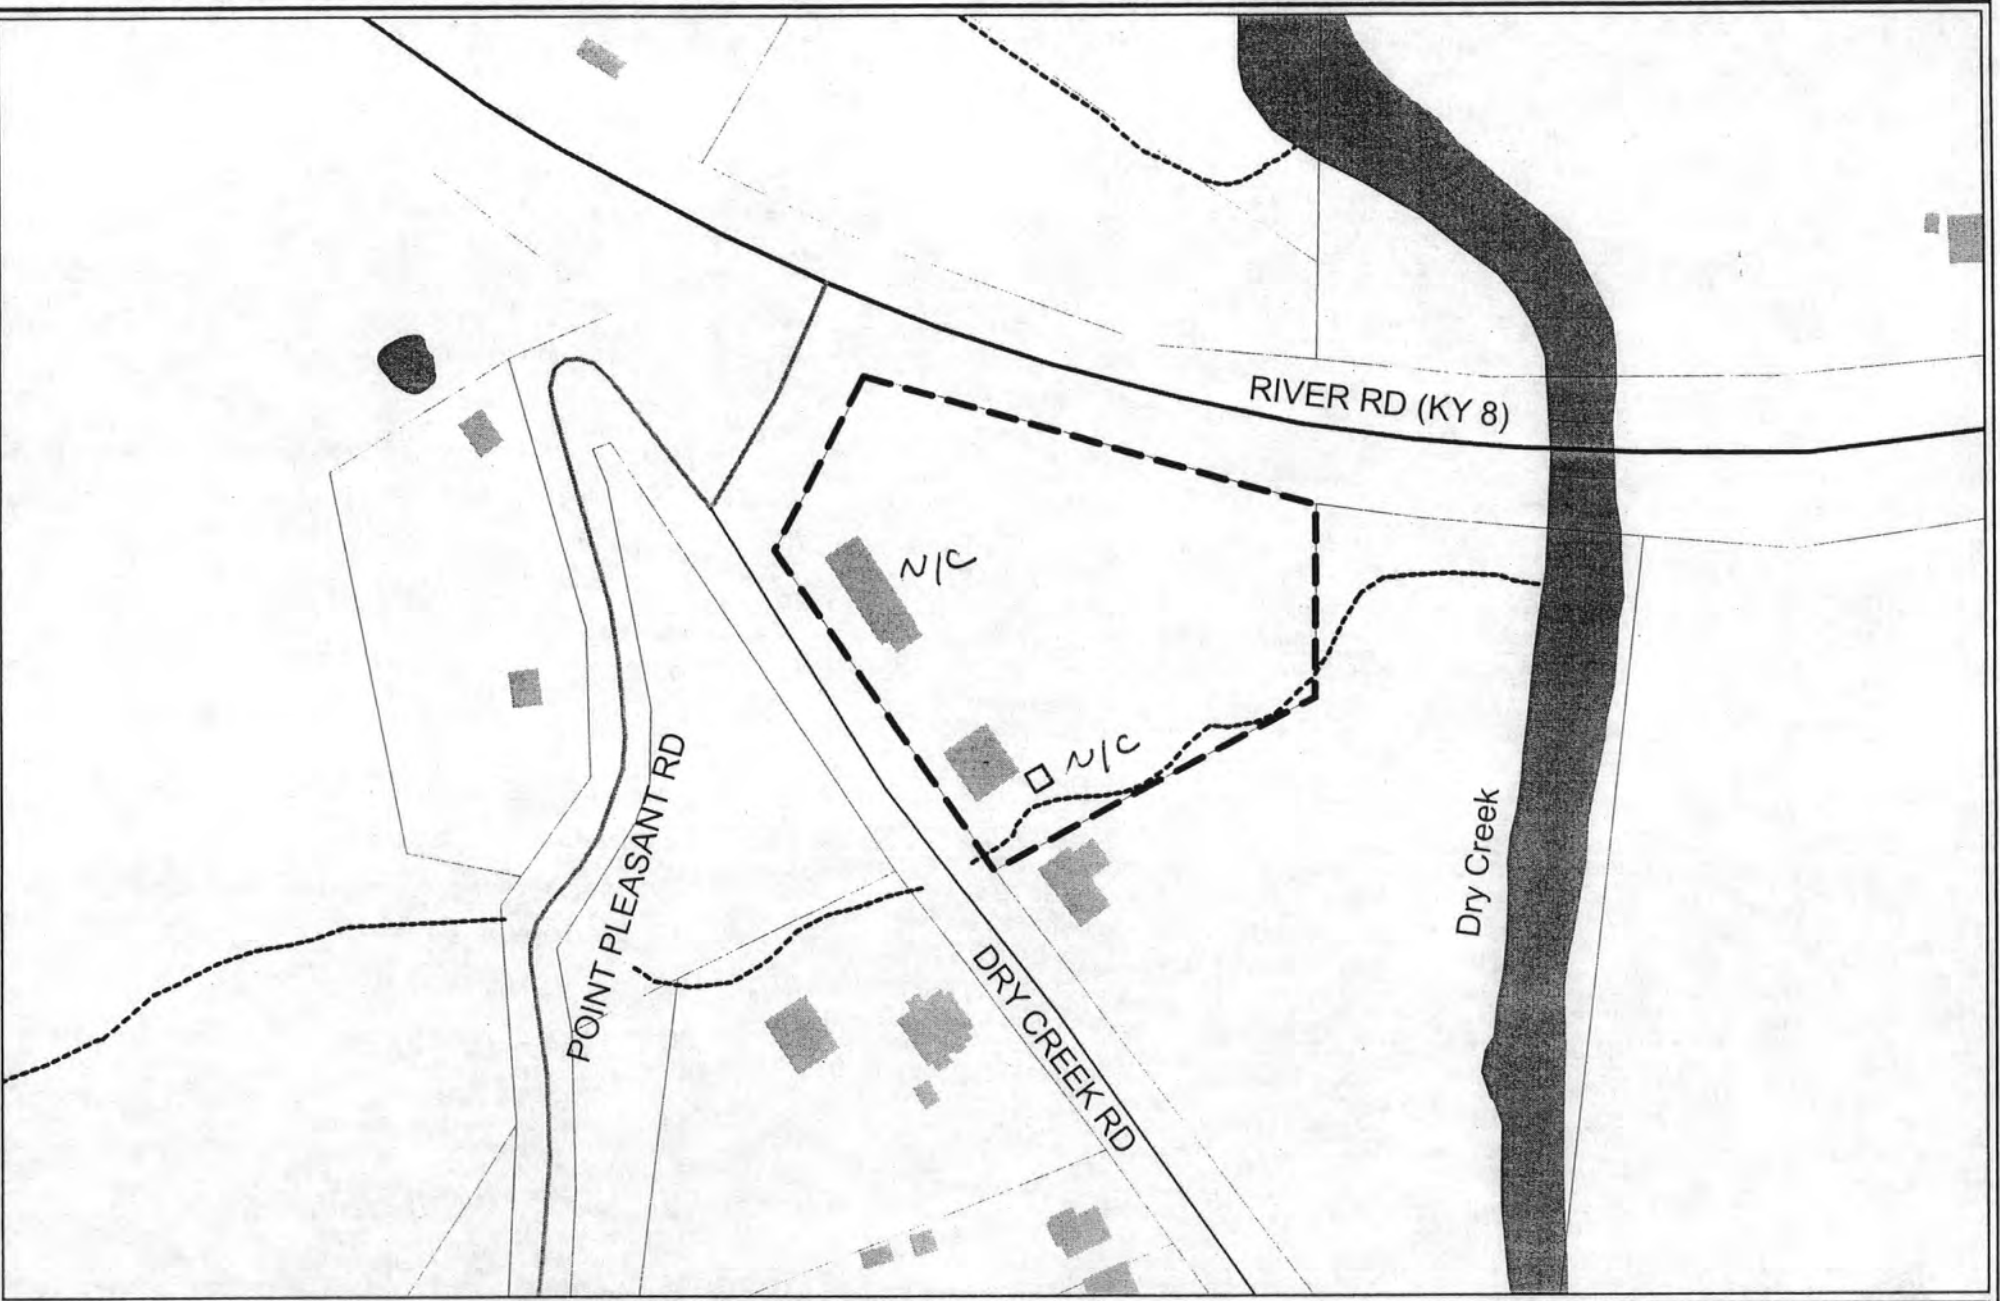 RIVER RD (KY 8)
N/C
N/C
POINT PLEASANT RD
Dry Creek
DRY CREEK RD